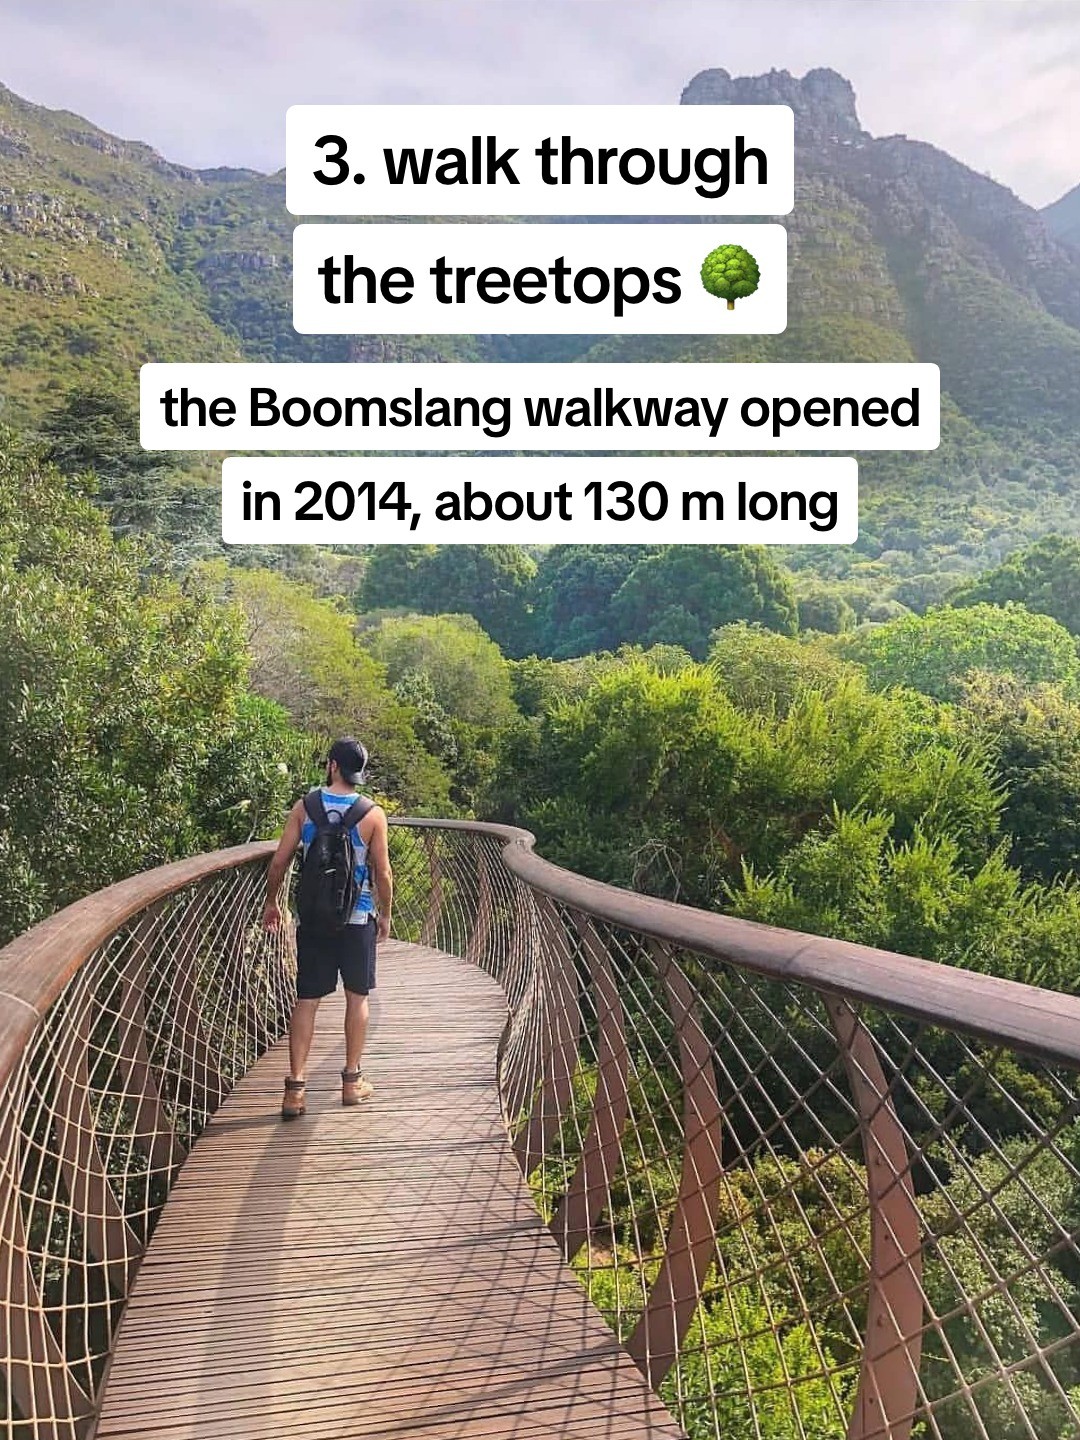 3. walk through
the treetops 🌳
the Boomslang walkway opened
in 2014, about 130 m long